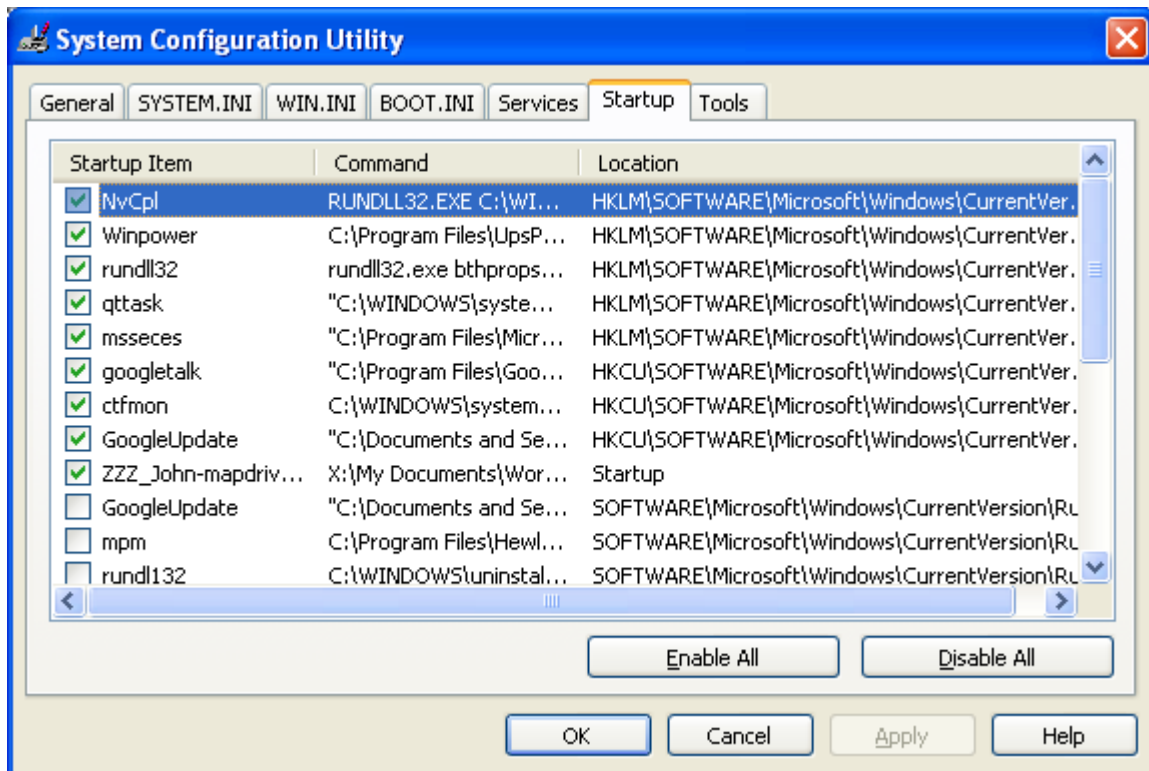 System Configuration Utility
General SYSTEM.INI WIN.INI BOOT.INI Services Startup Tools
Startup Item Command Location
NvCpl RUNDLL32.EXE C:\WI... HKLM\SOFTWARE\Microsoft\Windows\CurrentVer.
Winpower C:\Program Files\UpsP... HKLM\SOFTWARE\Microsoft\Windows\CurrentVer.
rundll32 rundll32.exe bthprops... HKLM\SOFTWARE\Microsoft\Windows\CurrentVer.
qttask "C:\WINDOWS\syste... HKLM\SOFTWARE\Microsoft\Windows\CurrentVer.
msseces "C:\Program Files\Micr... HKLM\SOFTWARE\Microsoft\Windows\CurrentVer.
googletalk "C:\Program Files\Goo... HKCU\SOFTWARE\Microsoft\Windows\CurrentVer.
ctfmon C:\WINDOWS\system... HKCU\SOFTWARE\Microsoft\Windows\CurrentVer.
GoogleUpdate "C:\Documents and Se... HKCU\SOFTWARE\Microsoft\Windows\CurrentVer.
ZZZ_John-mapdriv... X:\My Documents\Wor... Startup
GoogleUpdate "C:\Documents and Se... SOFTWARE\Microsoft\Windows\CurrentVersion\Ru
mpm C:\Program Files\Hewl... SOFTWARE\Microsoft\Windows\CurrentVersion\Ru
rundl132 C:\WINDOWS\uninstal... SOFTWARE\Microsoft\Windows\CurrentVersion\Ru
Enable All Disable All
OK Cancel Apply Help